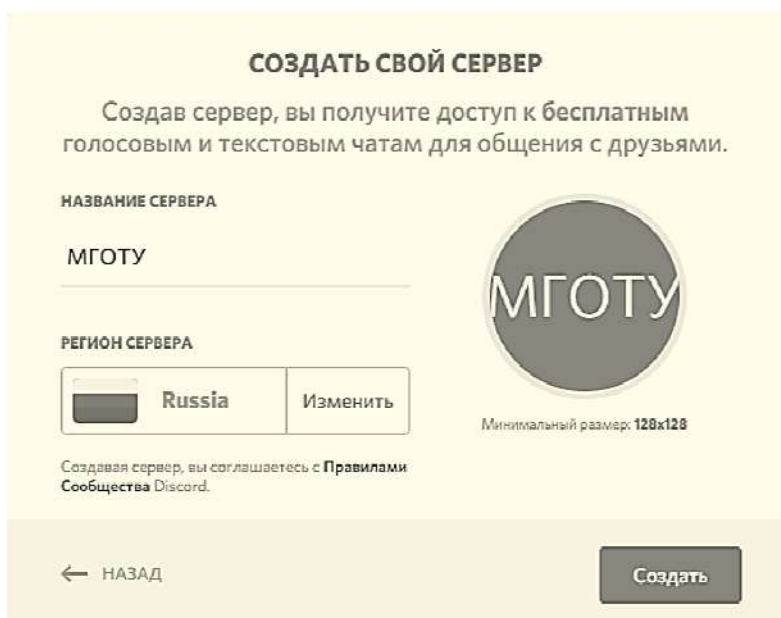 СОЗДАТЬ СВОЙ СЕРВЕР
Создав сервер, вы получите доступ к бесплатным
голосовым и текстовым чатам для общения с друзьями.
НАЗВАНИЕ СЕРВЕРА
МГОТУ
МГОТУ
РЕГИОН СЕРВЕРА
Russia
Изменить
Минимальный размер: 128x128
Создавая сервер, вы соглашаетесь с Правилами
Сообщества Discord.
← НАЗАД
Создать